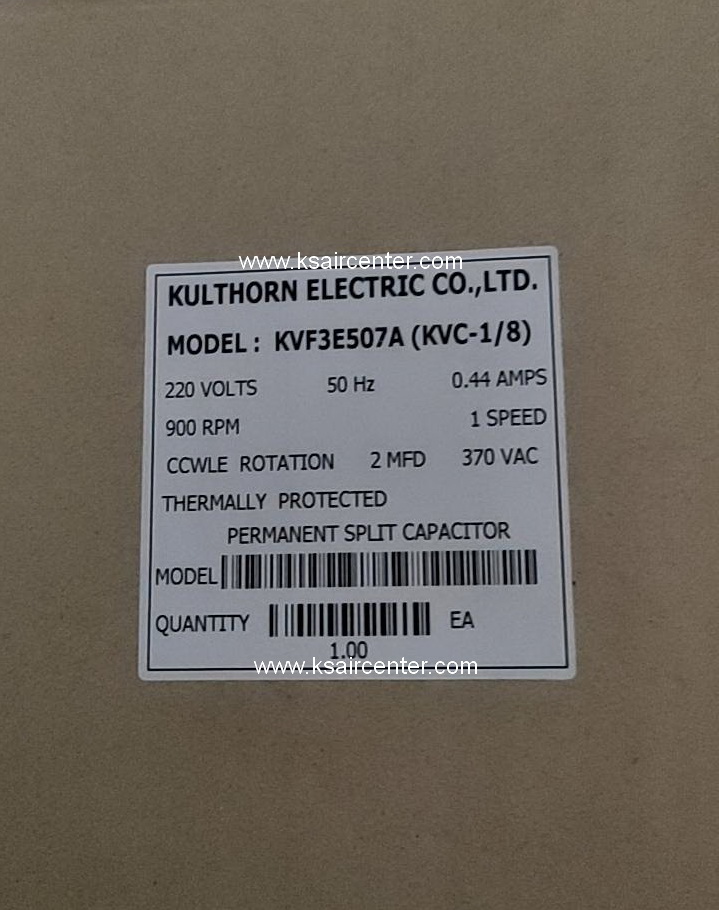 www.ksaircenter.com
KULTHORN ELECTRIC CO.,LTD.
MODEL : KVF3E507A (KVC-1/8)
220 VOLTS 50 Hz 0.44 AMPS
900 RPM 1 SPEED
CCWLE ROTATION 2 MFD 370 VAC
THERMALLY PROTECTED
PERMANENT SPLIT CAPACITOR
MODEL
QUANTITY EA
1.00
www.ksaircenter.com